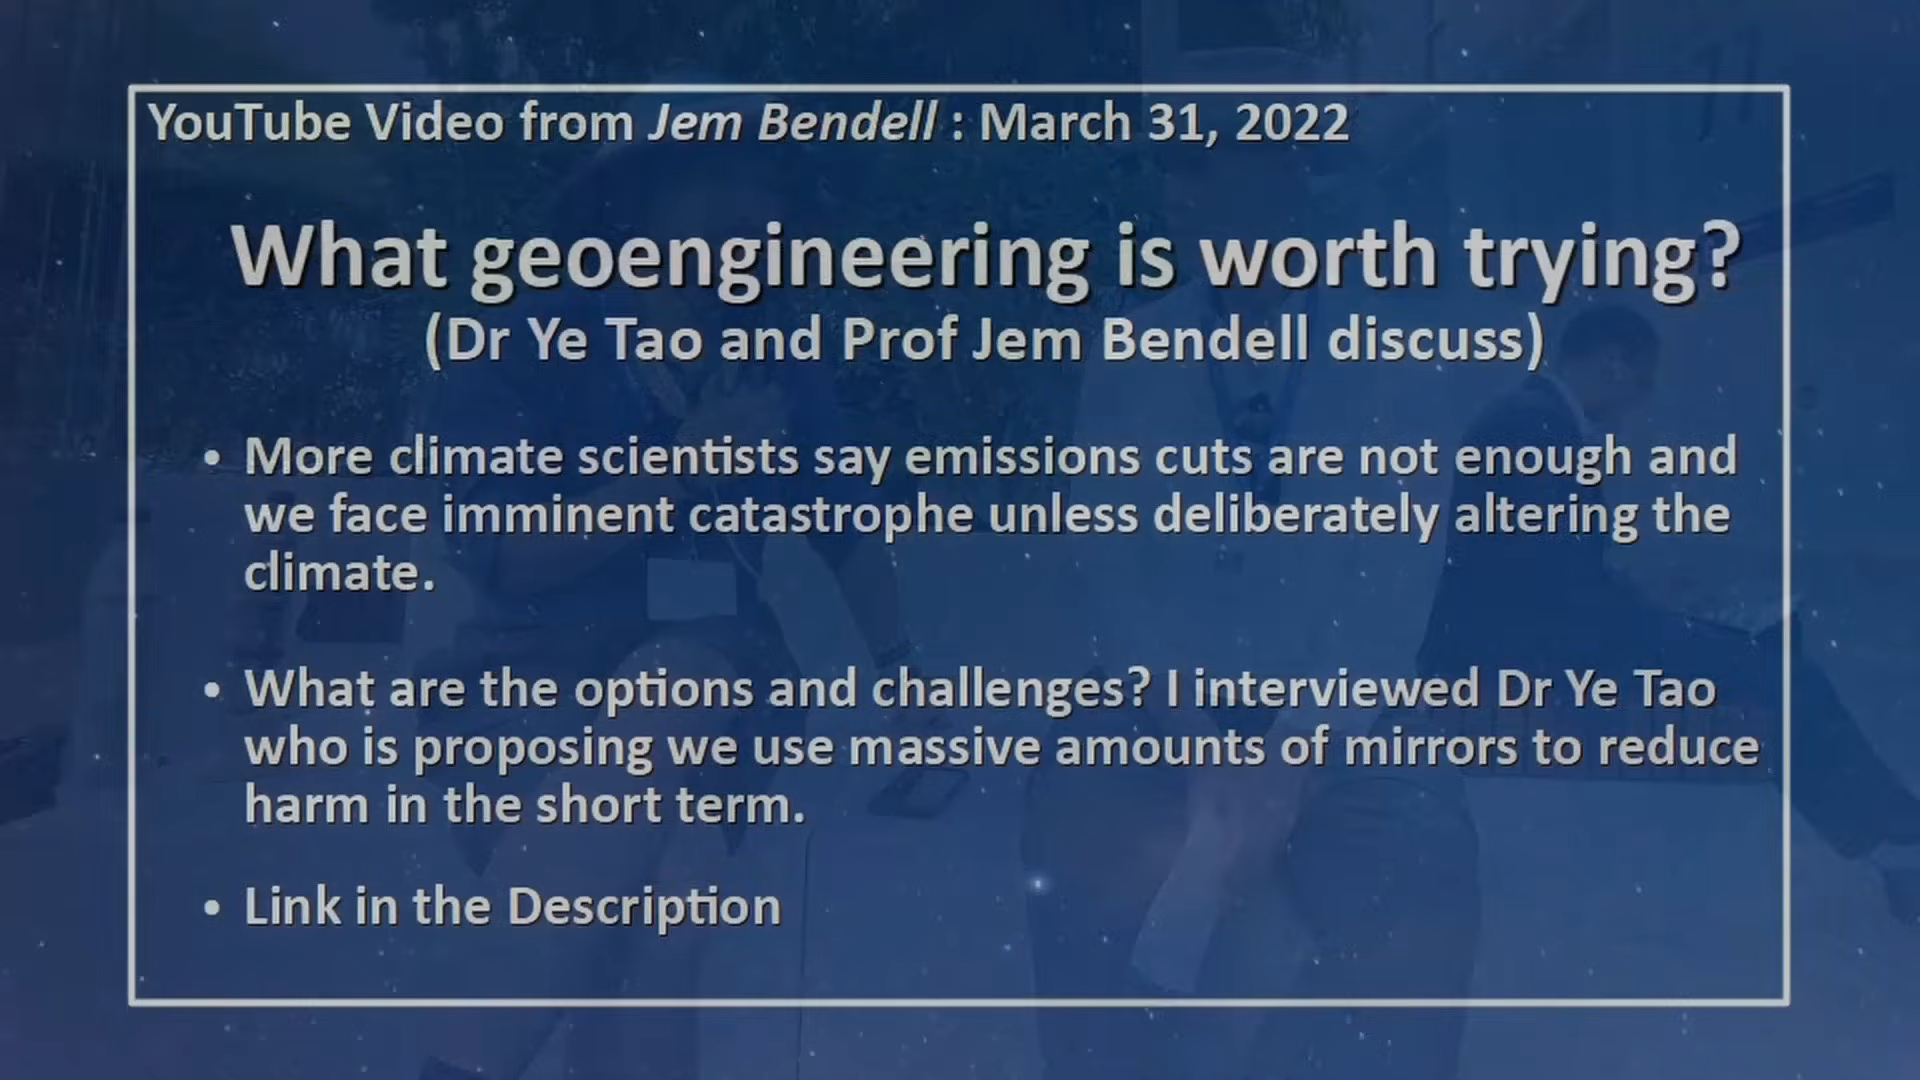 YouTube Video from Jem Bendell : March 31, 2022
What geoengineering is worth trying?
(Dr Ye Tao and Prof Jem Bendell discuss)
• More climate scientists say emissions cuts are not enough and
we face imminent catastrophe unless deliberately altering the
climate.
• What are the options and challenges? I interviewed Dr Ye Tao
who is proposing we use massive amounts of mirrors to reduce
harm in the short term.
• Link in the Description